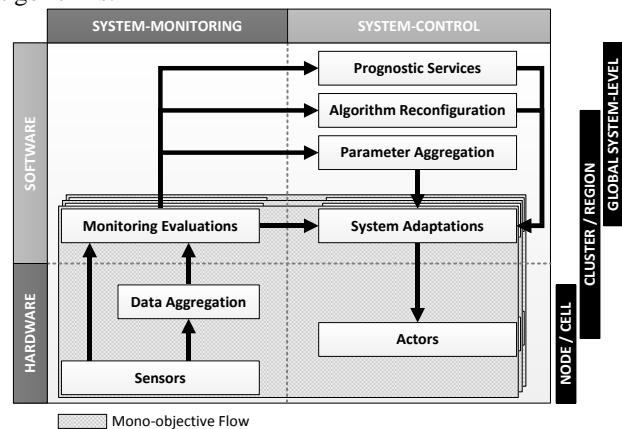 SYSTEM-MONITORING
SYSTEM-CONTROL
SOFTWARE
HARDWARE
Prognostic Services
Algorithm Reconfiguration
Parameter Aggregation
Monitoring Evaluations
System Adaptations
Data Aggregation
Actors
Sensors
NODE / CELL
CLUSTER / REGION
GLOBAL SYSTEM-LEVEL
Mono-objective Flow